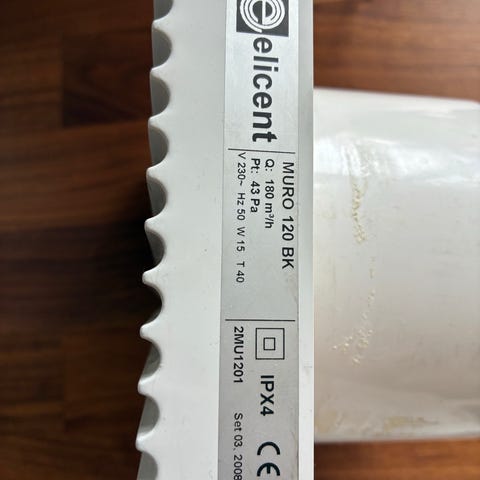 elicent
MURO 120 BK
Q: 180 m³/h
Pt: 43 Pa
V 230~ Hz 50 W 15 T 40
IPX4 CE
2MU1201 Set 03, 2008